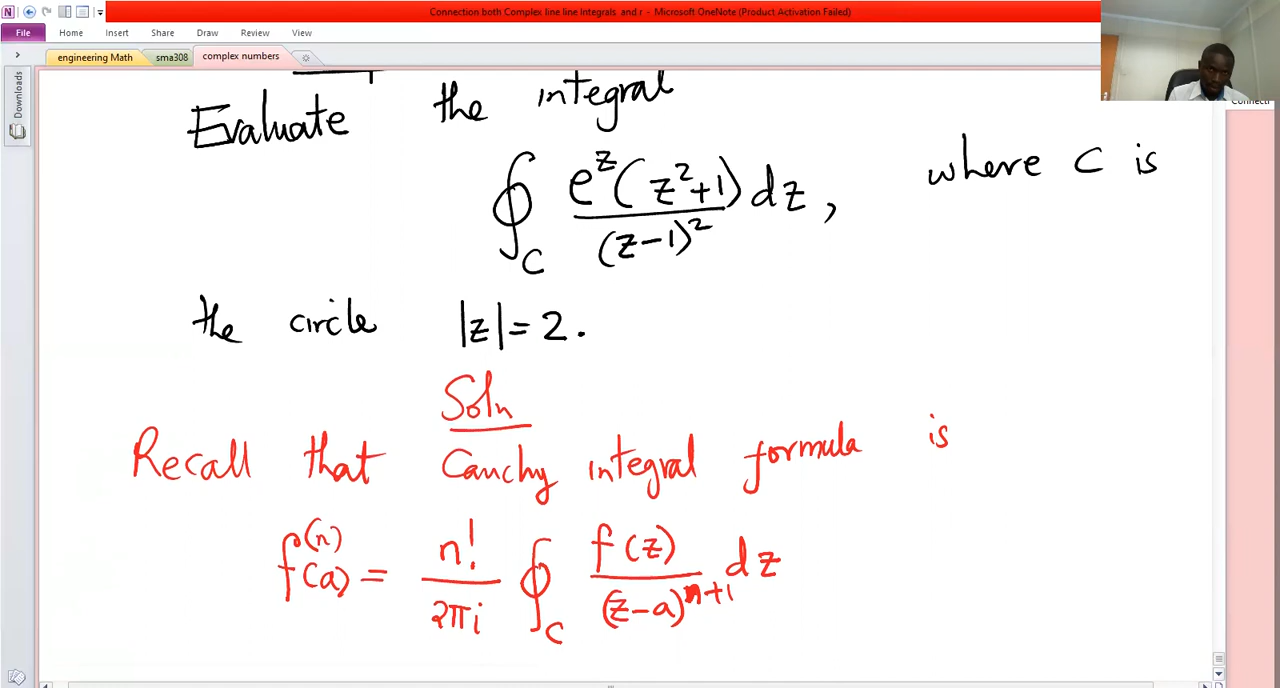 Connection both Complex line line Integrals and r - Microsoft OneNote (Product Activation Failed)
File Home Insert Share Draw Review View
engineering Math sma308 complex numbers
Downloads
Evaluate the integral
∮_C e^z(z^2+1)/(z-1)^2 dz, where C is
the circle |z|=2.
Soln
Recall that Cauchy integral formula is
f^(n)(a) = n!/2πi ∮_C f(z)/(z-a)^n+1 dz